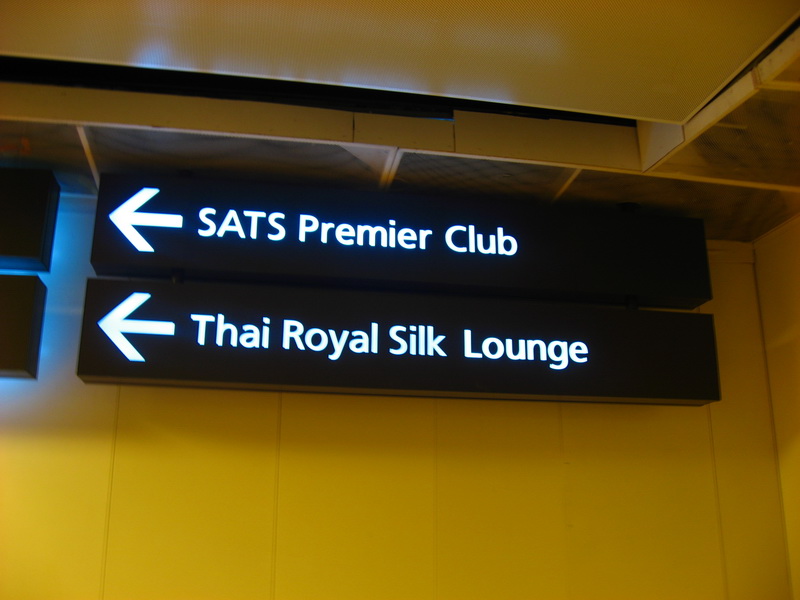 SATS Premier Club
Thai Royal Silk Lounge